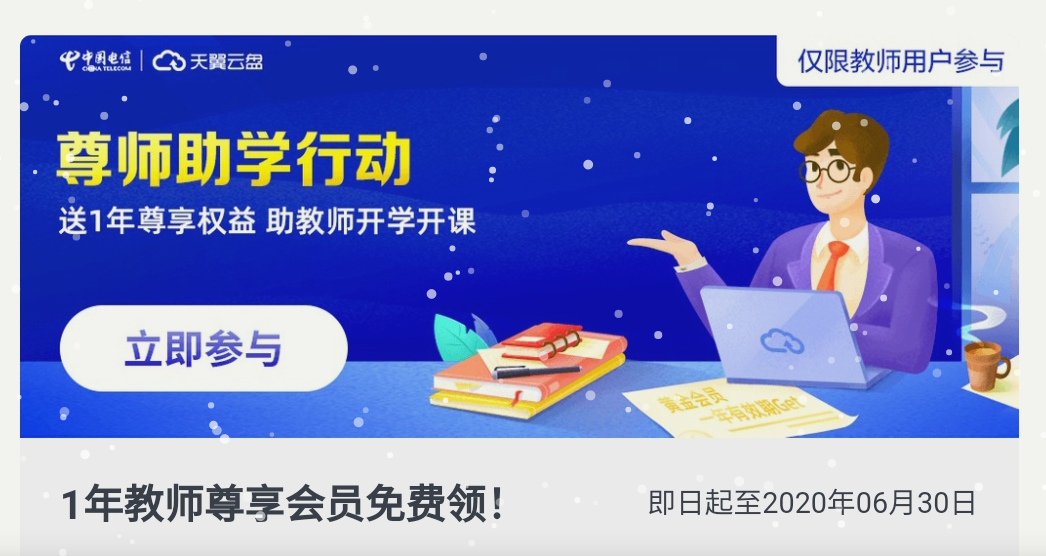 中国电信
CHINA TELECOM
天翼云盘
仅限教师用户参与
尊师助学行动
送1年尊享权益 助教师开学开课
立即参与
黄金会员
一年有效期Get
1年教师尊享会员免费领!
即日起至2020年06月30日